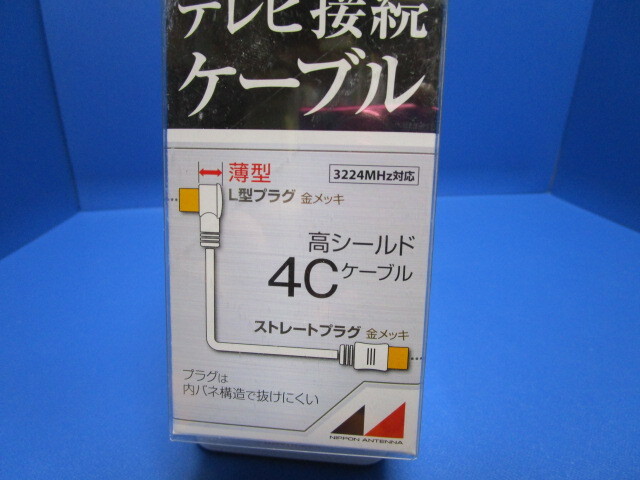 テレビ接続
ケーブル
薄型
3224MHz対応
L型プラグ 金メッキ
高シールド
4Cケーブル
ストレートプラグ 金メッキ
プラグは
内バネ構造で抜けにくい
NIPPON ANTENNA